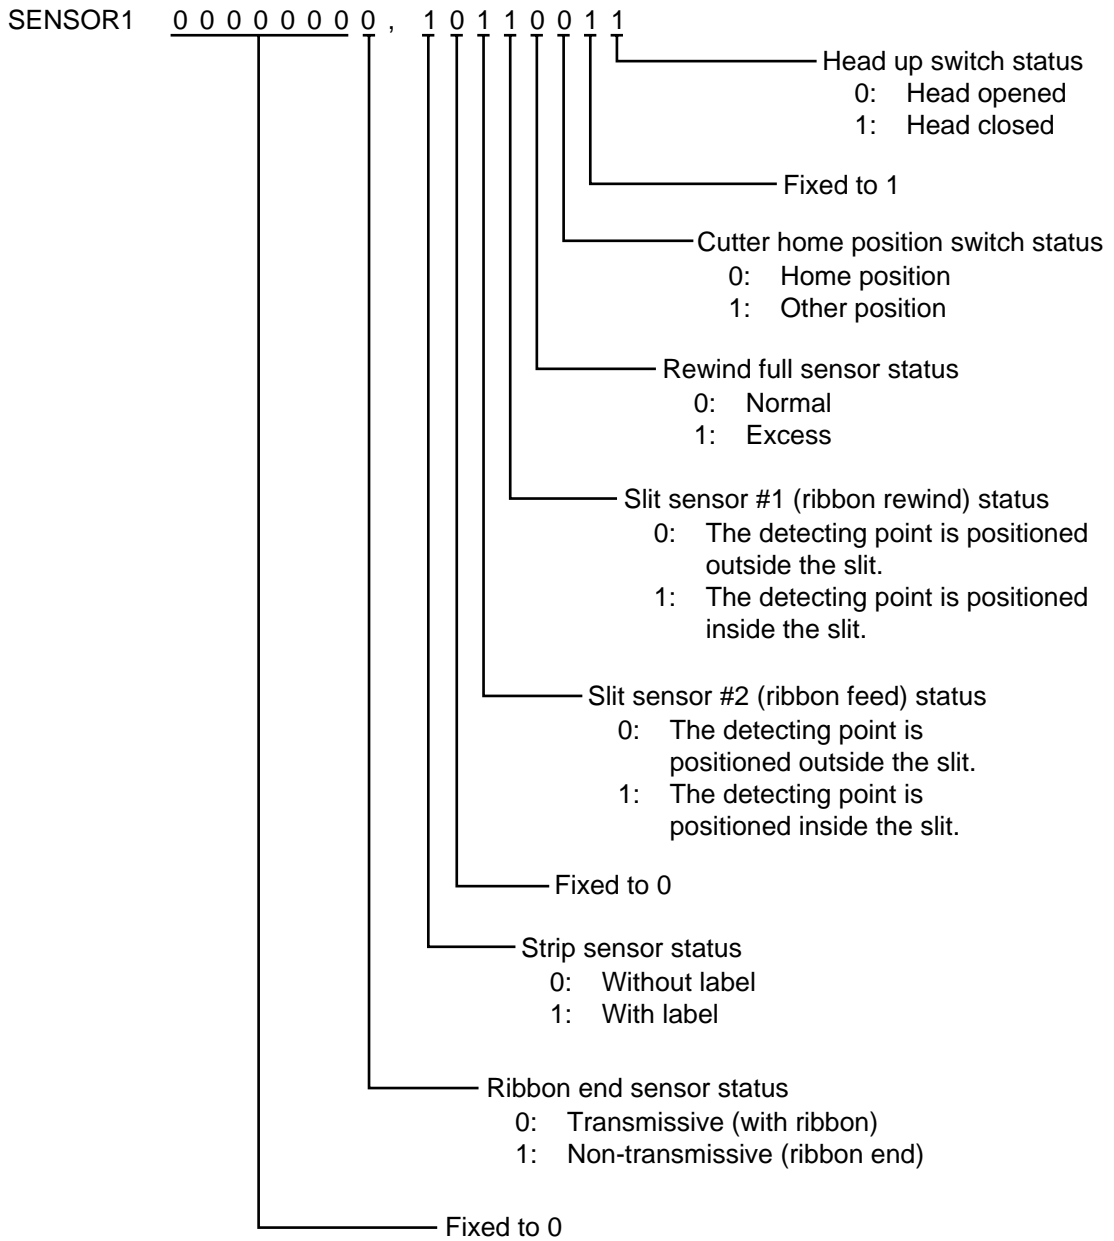 SENSOR1 0 0 0 0 0 0 0 0 , 1 0 1 1 0 0 1 1
Head up switch status
0: Head opened
1: Head closed
Fixed to 1
Cutter home position switch status
0: Home position
1: Other position
Rewind full sensor status
0: Normal
1: Excess
Slit sensor #1 (ribbon rewind) status
0: The detecting point is positioned
outside the slit.
1: The detecting point is positioned
inside the slit.
Slit sensor #2 (ribbon feed) status
0: The detecting point is
positioned outside the slit.
1: The detecting point is
positioned inside the slit.
Fixed to 0
Strip sensor status
0: Without label
1: With label
Ribbon end sensor status
0: Transmissive (with ribbon)
1: Non-transmissive (ribbon end)
Fixed to 0